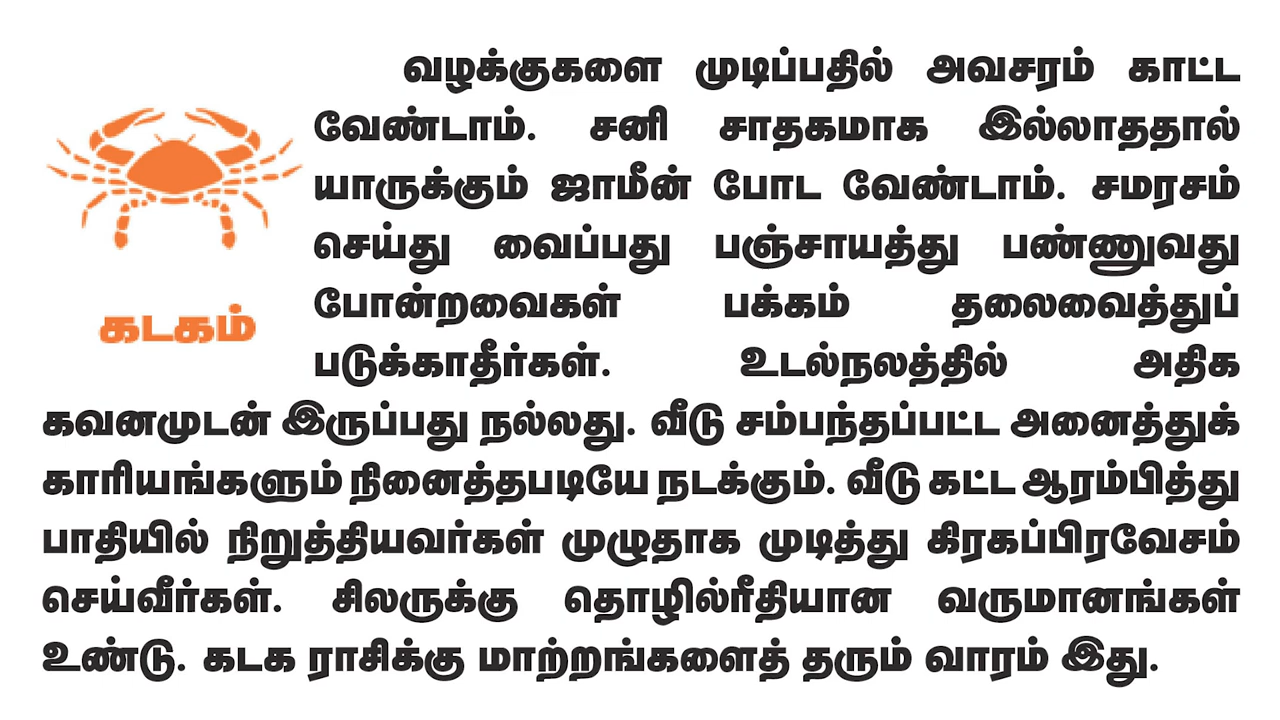 வழக்குகளை முடிப்பதில் அவசரம் காட்ட
வேண்டாம். சனி சாதகமாக இல்லாததால்
யாருக்கும் ஜாமீன் போட வேண்டாம். சமரசம்
செய்து வைப்பது பஞ்சாயத்து பண்ணுவது
போன்றவைகள் பக்கம் தலைவைத்துப்
படுக்காதீர்கள். உடல்நலத்தில் அதிக
கடகம்
கவனமுடன் இருப்பது நல்லது. வீடு சம்பந்தப்பட்ட அனைத்துக்
காரியங்களும் நினைத்தபடியே நடக்கும். வீடு கட்ட ஆரம்பித்து
பாதியில் நிறுத்தியவர்கள் முழுதாக முடித்து கிரகப்பிரவேசம்
செய்வீர்கள். சிலருக்கு தொழில்ரீதியான வருமானங்கள்
உண்டு. கடக ராசிக்கு மாற்றங்களைத் தரும் வாரம் இது.